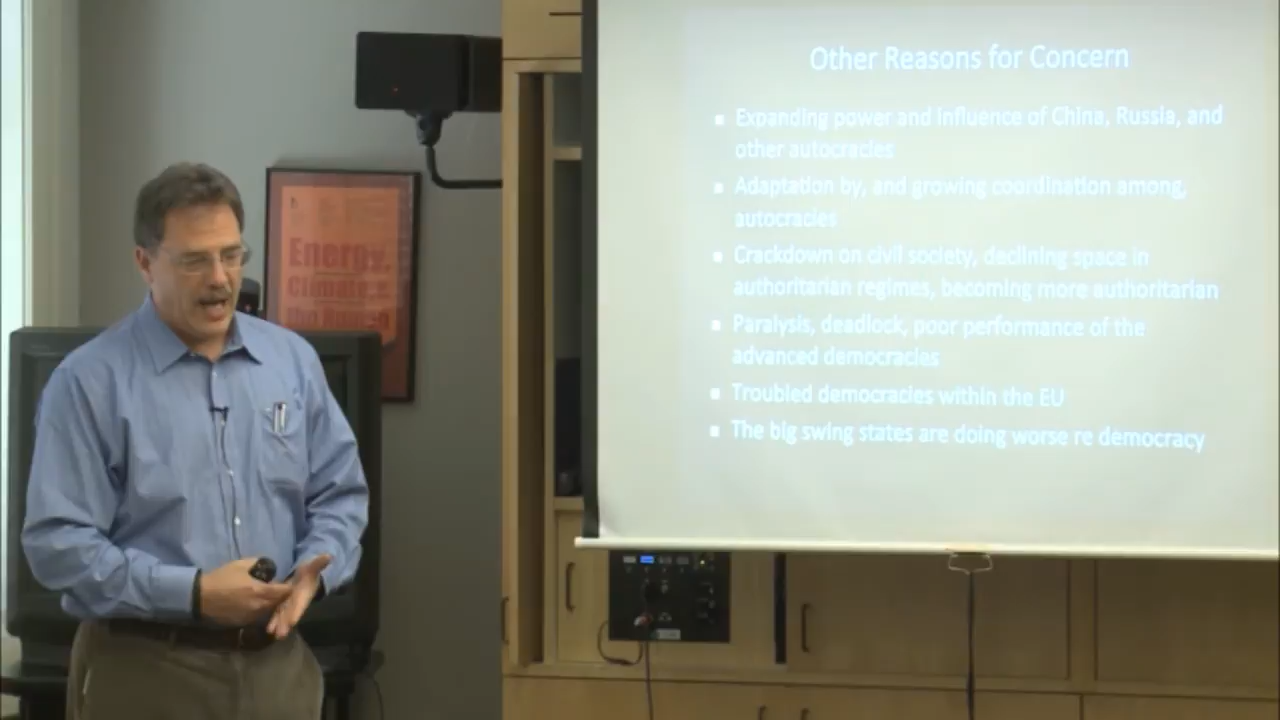 Other Reasons for Concern
▪ Expanding power and influence of China, Russia, and
other autocracies
▪ Adaptation by, and growing coordination among,
autocracies
▪ Crackdown on civil society, declining space in
authoritarian regimes, becoming more authoritarian
▪ Paralysis, deadlock, poor performance of the
advanced democracies
▪ Troubled democracies within the EU
▪ The big swing states are doing worse re democracy
Energy,
Climate,